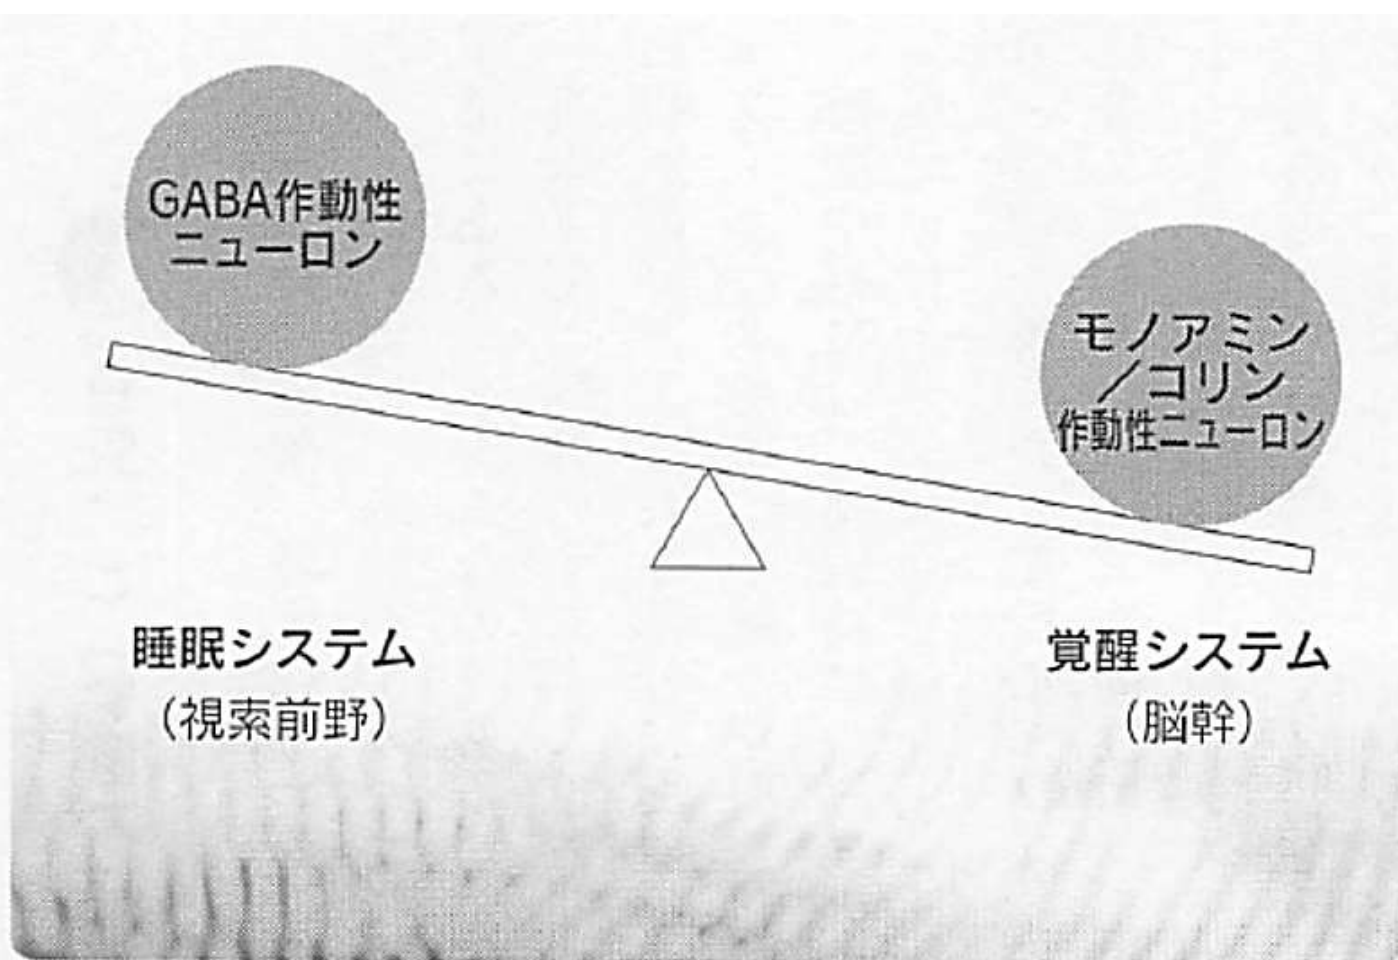 GABA作動性
ニューロン
モノアミン
／コリン
作動性ニューロン
睡眠システム
（視索前野）
覚醒システム
（脳幹）